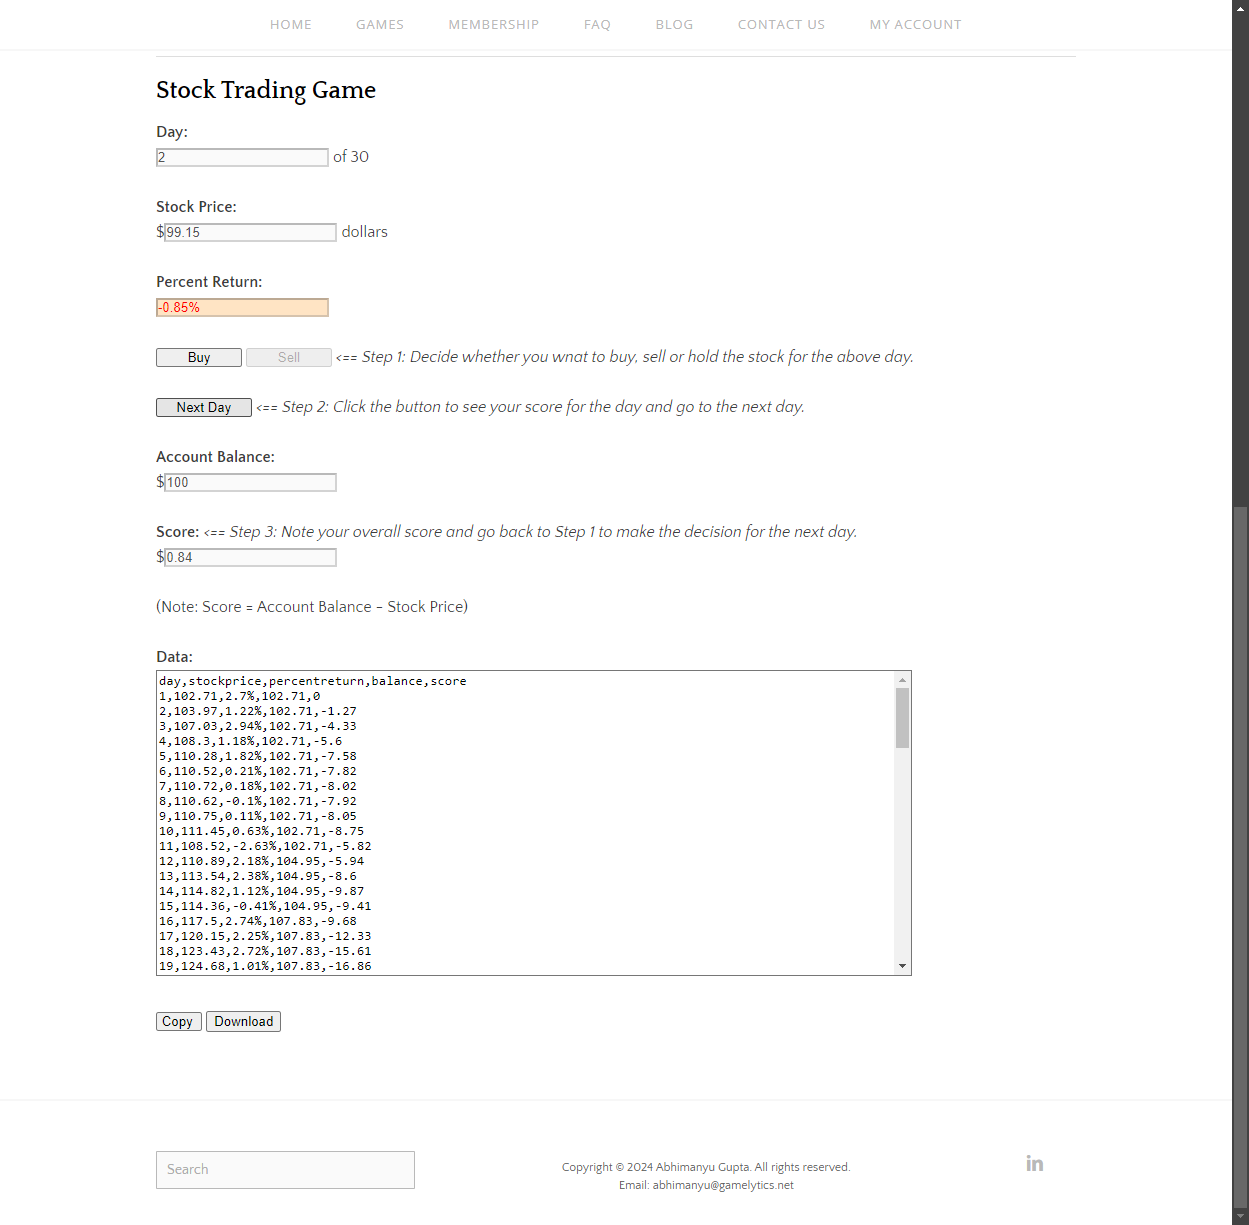 HOME GAMES MEMBERSHIP FAQ BLOG CONTACT US MY ACCOUNT
Stock Trading Game
Day:
2 of 30
Stock Price:
$99.15 dollars
Percent Return:
-0.85%
Buy Sell <== Step 1: Decide whether you wnat to buy, sell or hold the stock for the above day.
Next Day <== Step 2: Click the button to see your score for the day and go to the next day.
Account Balance:
$100
Score: <== Step 3: Note your overall score and go back to Step 1 to make the decision for the next day.
$0.84
(Note: Score = Account Balance - Stock Price)
Data:
day,stockprice,percentreturn,balance,score
1,102.71,2.7%,102.71,0
2,103.97,1.22%,102.71,-1.27
3,107.03,2.94%,102.71,-4.33
4,108.3,1.18%,102.71,-5.6
5,110.28,1.82%,102.71,-7.58
6,110.52,0.21%,102.71,-7.82
7,110.72,0.18%,102.71,-8.02
8,110.62,-0.1%,102.71,-7.92
9,110.75,0.11%,102.71,-8.05
10,111.45,0.63%,102.71,-8.75
11,108.52,-2.63%,102.71,-5.82
12,110.89,2.18%,104.95,-5.94
13,113.54,2.38%,104.95,-8.6
14,114.82,1.12%,104.95,-9.87
15,114.36,-0.41%,104.95,-9.41
16,117.5,2.74%,107.83,-9.68
17,120.15,2.25%,107.83,-12.33
18,123.43,2.72%,107.83,-15.61
19,124.68,1.01%,107.83,-16.86
Copy Download
Search
Copyright © 2024 Abhimanyu Gupta. All rights reserved.
Email: abhimanyu@gamelytics.net
in